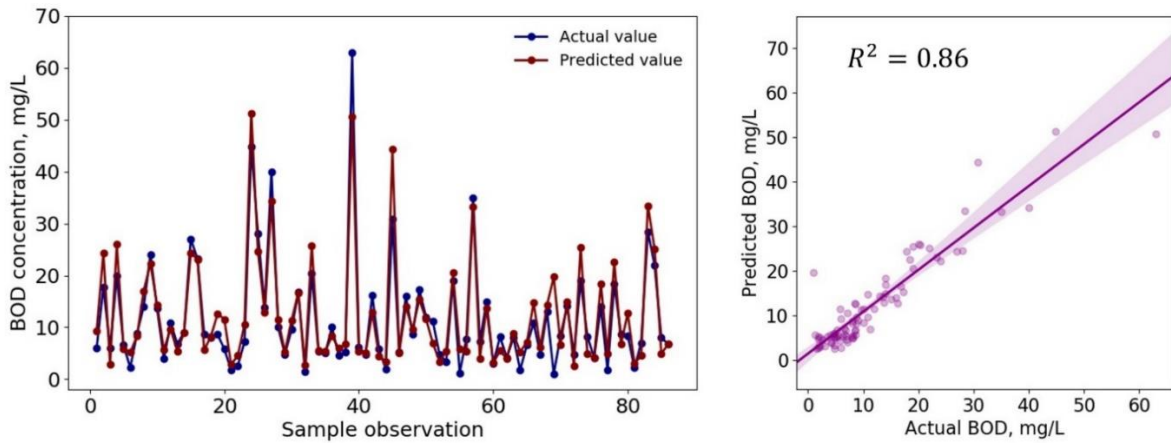 70
60
50
40
30
20
10
0
BOD concentration, mg/L
Actual value
Predicted value
0 20 40 60 80
Sample observation
R² = 0.86
70
60
50
40
30
20
10
0
Predicted BOD, mg/L
0 10 20 30 40 50 60
Actual BOD, mg/L